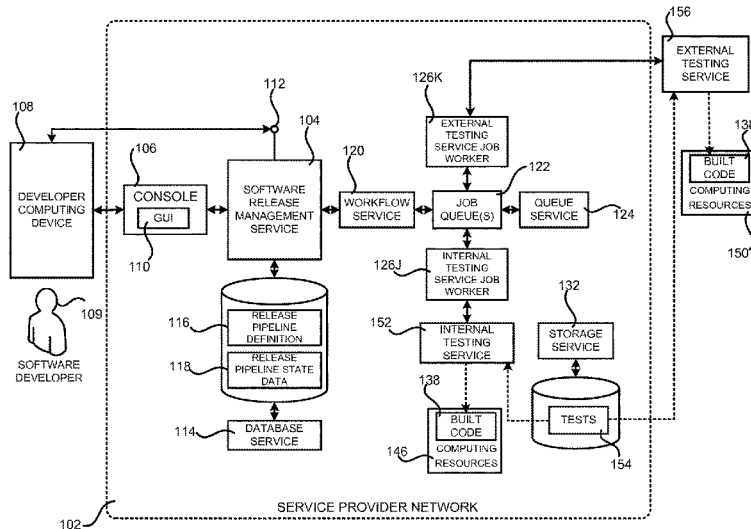 156
EXTERNAL
TESTING
SERVICE
108
DEVELOPER
COMPUTING
DEVICE
109
SOFTWARE
DEVELOPER
112
106
CONSOLE
GUI
110
104
SOFTWARE
RELEASE
MANAGEMENT
SERVICE
120
WORKFLOW
SERVICE
126K
EXTERNAL
TESTING
SERVICE JOB
WORKER
122
JOB
QUEUE(S)
QUEUE SERVICE
124
126J
INTERNAL
TESTING
SERVICE JOB
WORKER
152
INTERNAL
TESTING
SERVICE
132
STORAGE
SERVICE
TESTS
154
138
BUILT
CODE
COMPUTING
RESOURCES
146
138
BUILT
CODE
COMPUTING
RESOURCES
150
116
RELEASE
PIPELINE
DEFINITION
118
RELEASE
PIPELINE STATE
DATA
114
DATABASE
SERVICE
102
SERVICE PROVIDER NETWORK